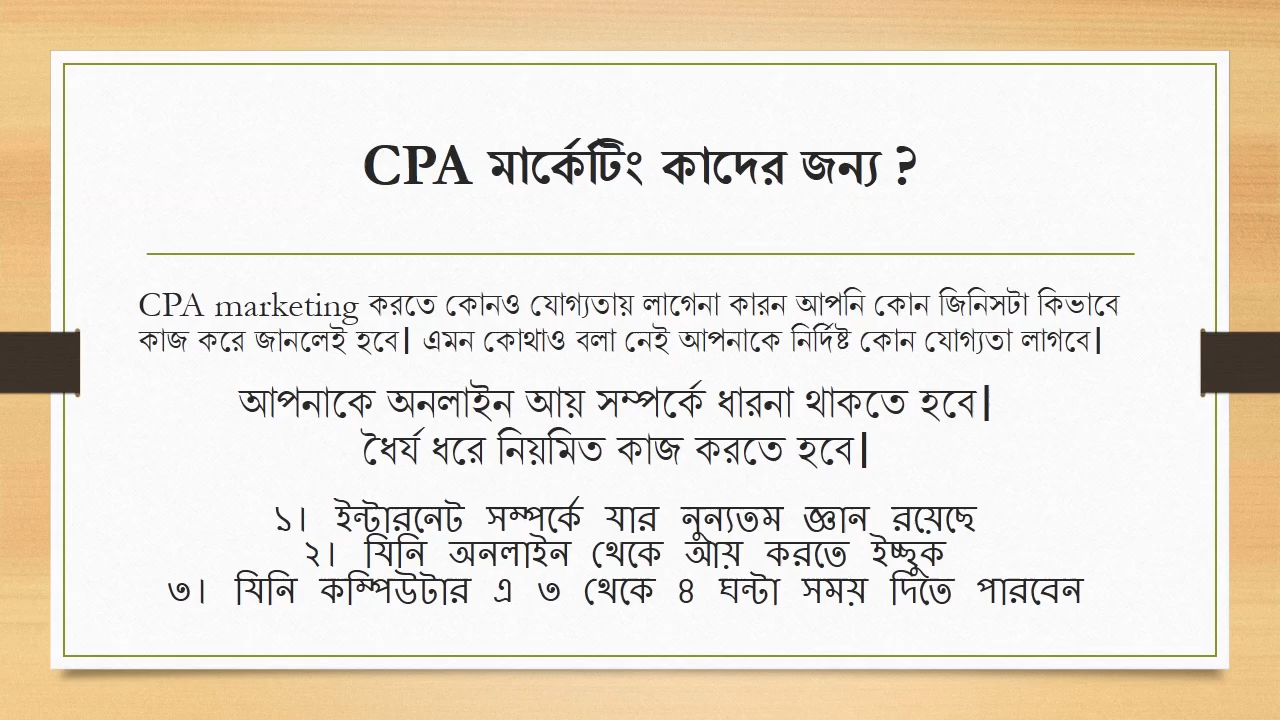 CPA মার্কেটিং কাদের জন্য ?
CPA marketing করতে কোনও যোগ্যতায় লাগেনা কারন আপনি কোন জিনিসটা কিভাবে
কাজ করে জানলেই হবে| এমন কোথাও বলা নেই আপনাকে নির্দিষ্ট কোন যোগ্যতা লাগবে|
আপনাকে অনলাইন আয় সম্পর্কে ধারনা থাকতে হবে|
ধৈর্য ধরে নিয়মিত কাজ করতে হবে|
১। ইন্টারনেট সম্পর্কে যার নুন্যতম জ্ঞান রয়েছে
২। যিনি অনলাইন থেকে আয় করতে ইচ্ছুক
৩। যিনি কম্পিউটার এ ৩ থেকে ৪ ঘন্টা সময় দিতে পারবেন